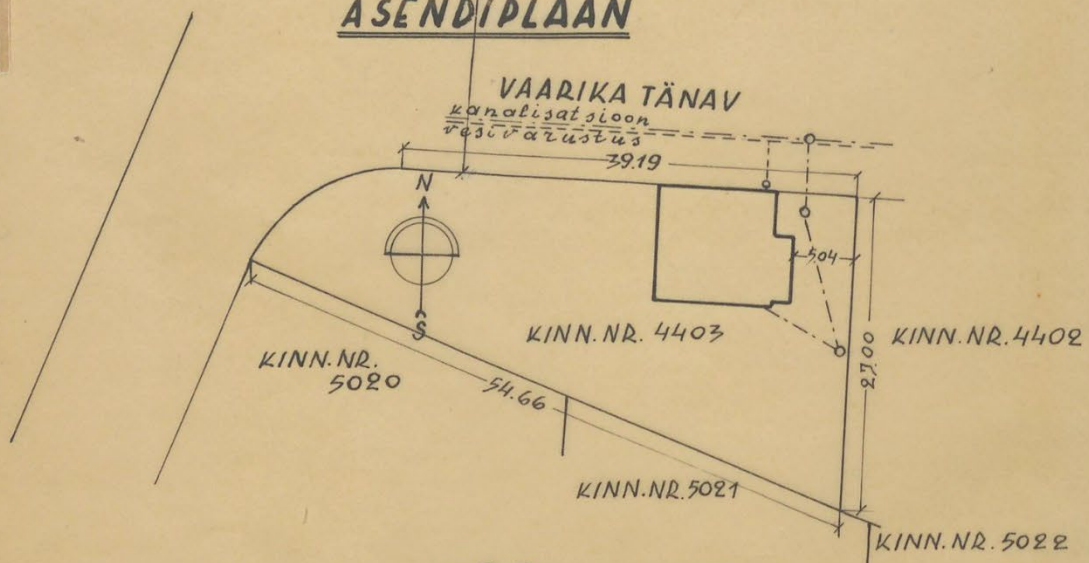 ASENDIPLAAN
VAARIKA TÄNAV
kanalisatsioon
vesivarustus
39.19
N
5.04
S
KINN. NR. 4403
KINN. NR. 4402
27.00
KINN. NR.
5020
54.66
KINN. NR. 5021
KINN. NR. 5022